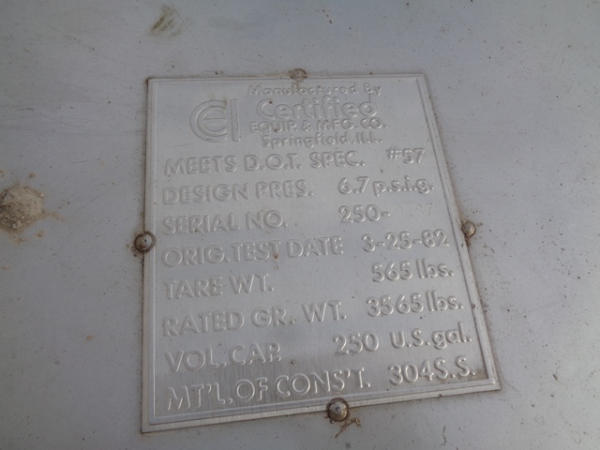 Manufactured By
CE Certified
EQUIP. & MFG. CO.
Springfield, ILL.
MEETS D.O.T. SPEC. #57
DESIGN PRES. 6.7 p.s.i.g.
SERIAL NO. 250-
ORIG. TEST DATE 3-25-82
TARE WT. 565 lbs.
RATED GR. WT. 3565 lbs.
VOL. CAP. 250 U.S. gal.
MT'L. OF CONS'T. 304 S.S.